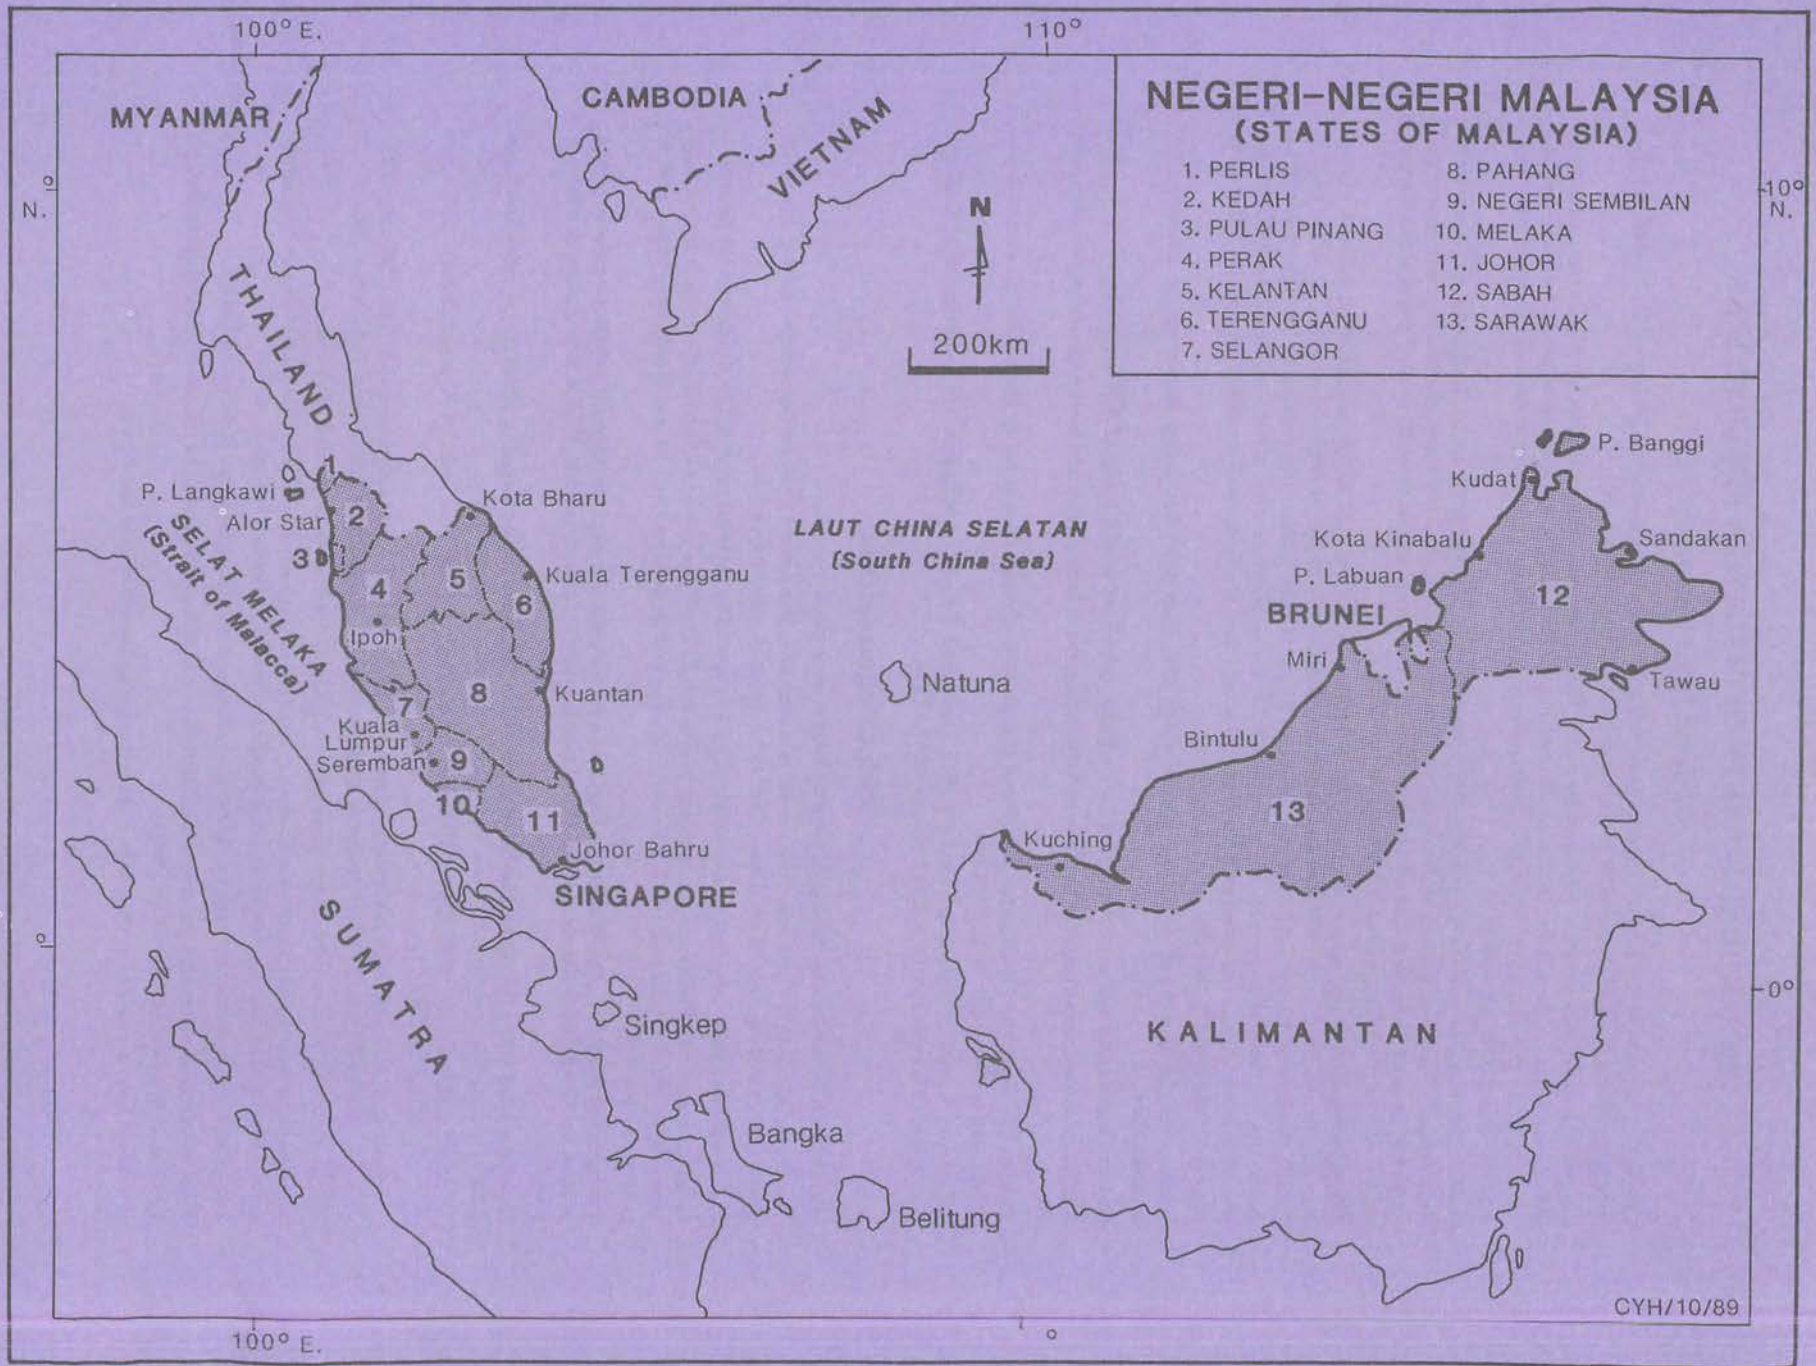 100° E.
110°
MYANMAR
CAMBODIA
VIETNAM
NEGERI-NEGERI MALAYSIA
(STATES OF MALAYSIA)
1. PERLIS
2. KEDAH
3. PULAU PINANG
4. PERAK
5. KELANTAN
6. TERENGGANU
7. SELANGOR
8. PAHANG
9. NEGERI SEMBILAN
10. MELAKA
11. JOHOR
12. SABAH
13. SARAWAK
°
N.
10°
N.
N
200km
THAILAND
P. Banggi
Kudat
1
P. Langkawi
Kota Bharu
Alor Star
2
SELAT MELAKA
(Strait of Malacca)
LAUT CHINA SELATAN
(South China Sea)
Kota Kinabalu
Sandakan
3
4
5
Kuala Terengganu
6
P. Labuan
12
BRUNEI
Ipoh
Miri
Tawau
Natuna
8
Kuantan
7
Kuala
Lumpur
Seremban
9
Bintulu
10
11
13
Johor Bahru
Kuching
SINGAPORE
SUMATRA
°
0°
Singkep
KALIMANTAN
Bangka
Belitung
CYH/10/89
100° E.
°